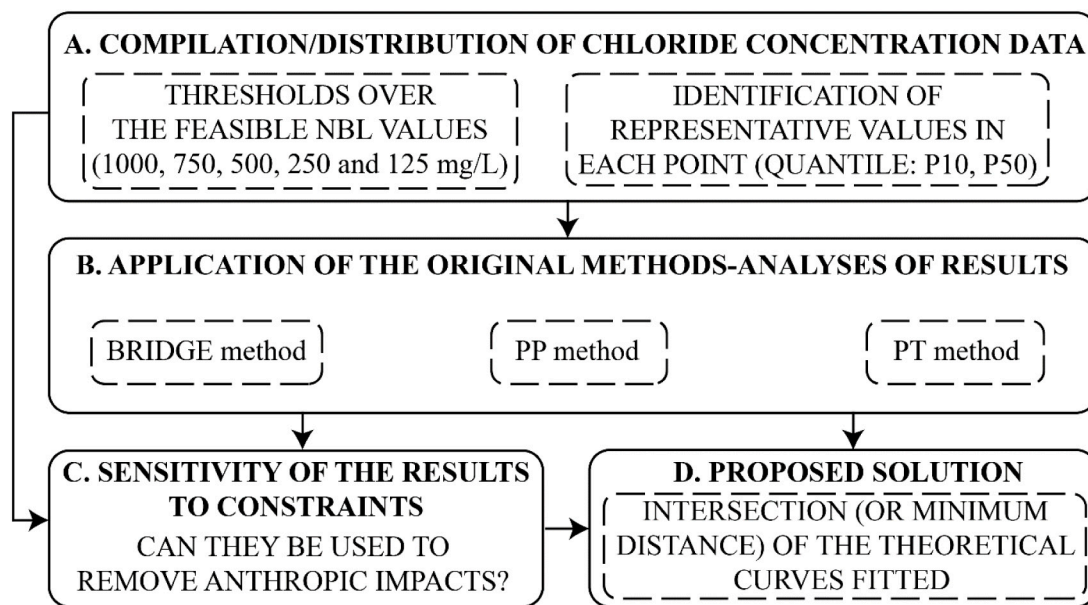 A. COMPILATION/DISTRIBUTION OF CHLORIDE CONCENTRATION DATA
THRESHOLDS OVER
THE FEASIBLE NBL VALUES
(1000, 750, 500, 250 and 125 mg/L)
IDENTIFICATION OF
REPRESENTATIVE VALUES IN
EACH POINT (QUANTILE: P10, P50)
B. APPLICATION OF THE ORIGINAL METHODS-ANALYSES OF RESULTS
BRIDGE method
PP method
PT method
C. SENSITIVITY OF THE RESULTS
TO CONSTRAINTS
CAN THEY BE USED TO
REMOVE ANTHROPIC IMPACTS?
D. PROPOSED SOLUTION
INTERSECTION (OR MINIMUM
DISTANCE) OF THE THEORETICAL
CURVES FITTED